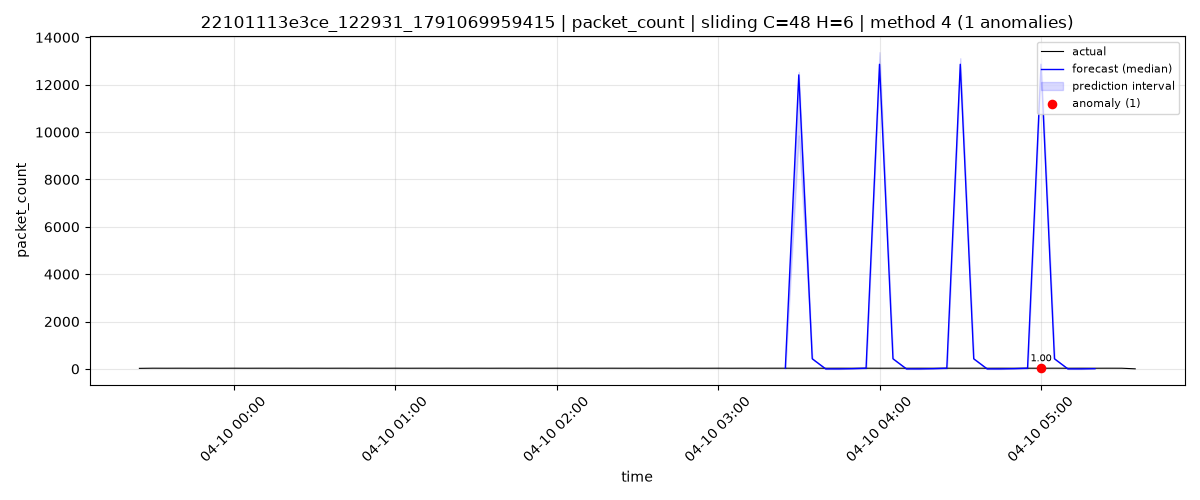 22101113e3ce_122931_1791069959415 | packet_count | sliding C=48 H=6 | method 4 (1 anomalies)
14000
12000
10000
8000
6000
4000
2000
0
packet_count
actual
forecast (median)
prediction interval
anomaly (1)
1.00
04-10 00:00
04-10 01:00
04-10 02:00
04-10 03:00
04-10 04:00
04-10 05:00
time